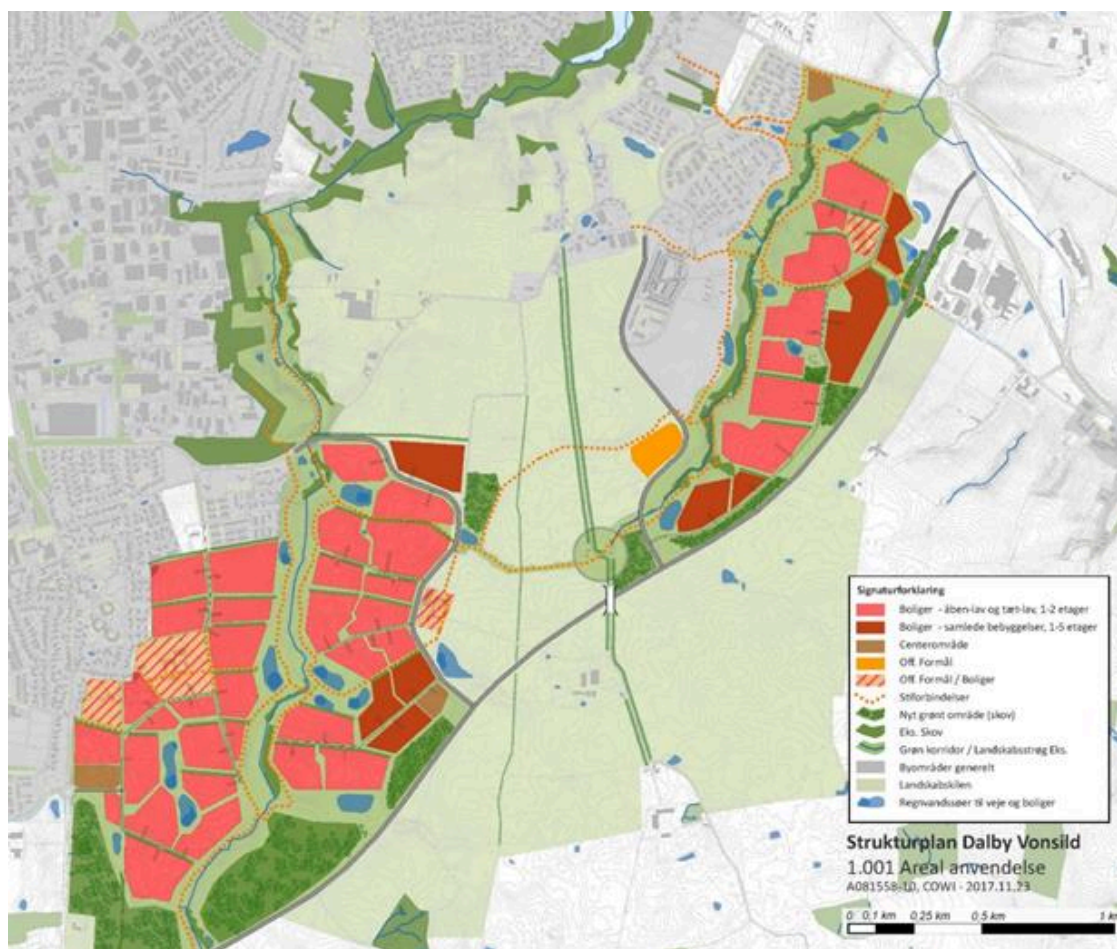 Signaturforklaring
Boliger - åben-lav og tæt-lav, 1-2 etager
Boliger - samlede bebyggelser, 1-5 etager
Centerområde
Off. Formål
Off. Formål / Boliger
Stiforbindelser
Nyt grønt område (skov)
Eks. Skov
Grøn korridor / Landskabsstrøg Eks.
Byområder generelt
Landskabskilen
Regnvandssøer til veje og boliger
Strukturplan Dalby Vonsild
1.001 Areal anvendelse
A081558-10, COWI - 2017.11.23
0 0,1 km 0,25 km 0,5 km 1 km